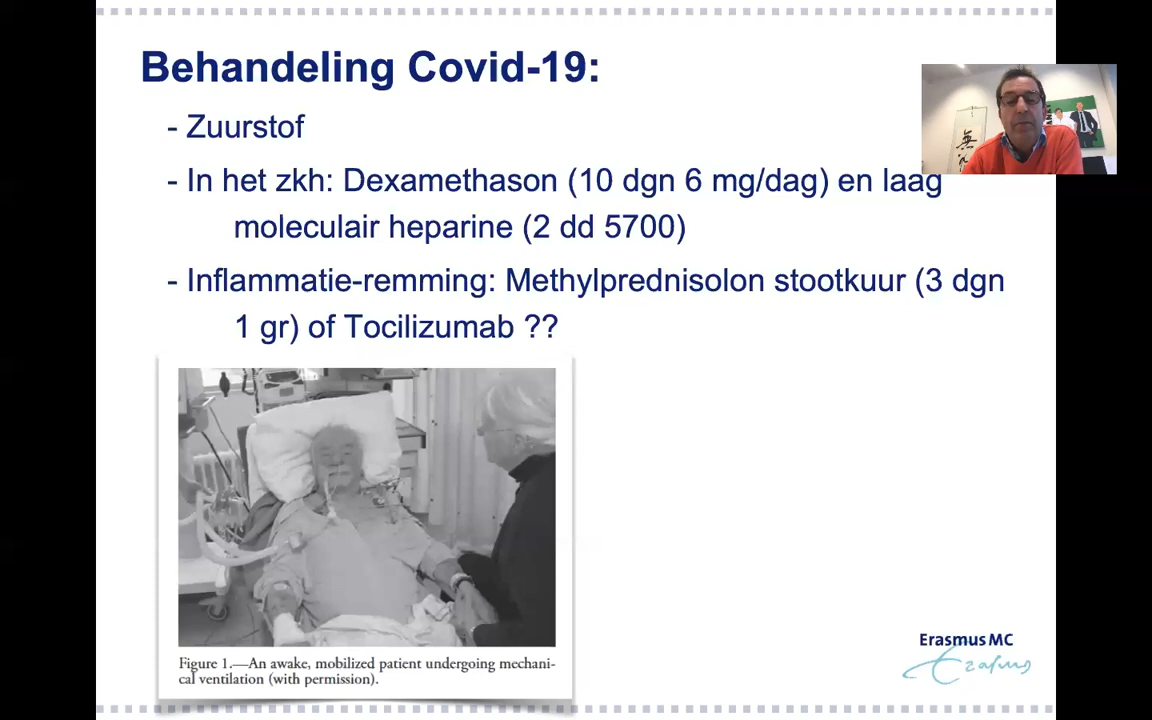 Behandeling Covid-19:
- Zuurstof
- In het zkh: Dexamethason (10 dgn 6 mg/dag) en laag
moleculair heparine (2 dd 5700)
- Inflammatie-remming: Methylprednisolon stootkuur (3 dgn
1 gr) of Tocilizumab ??
Figure 1.—An awake, mobilized patient undergoing mechani-
cal ventilation (with permission).
Erasmus MC
Erasmus